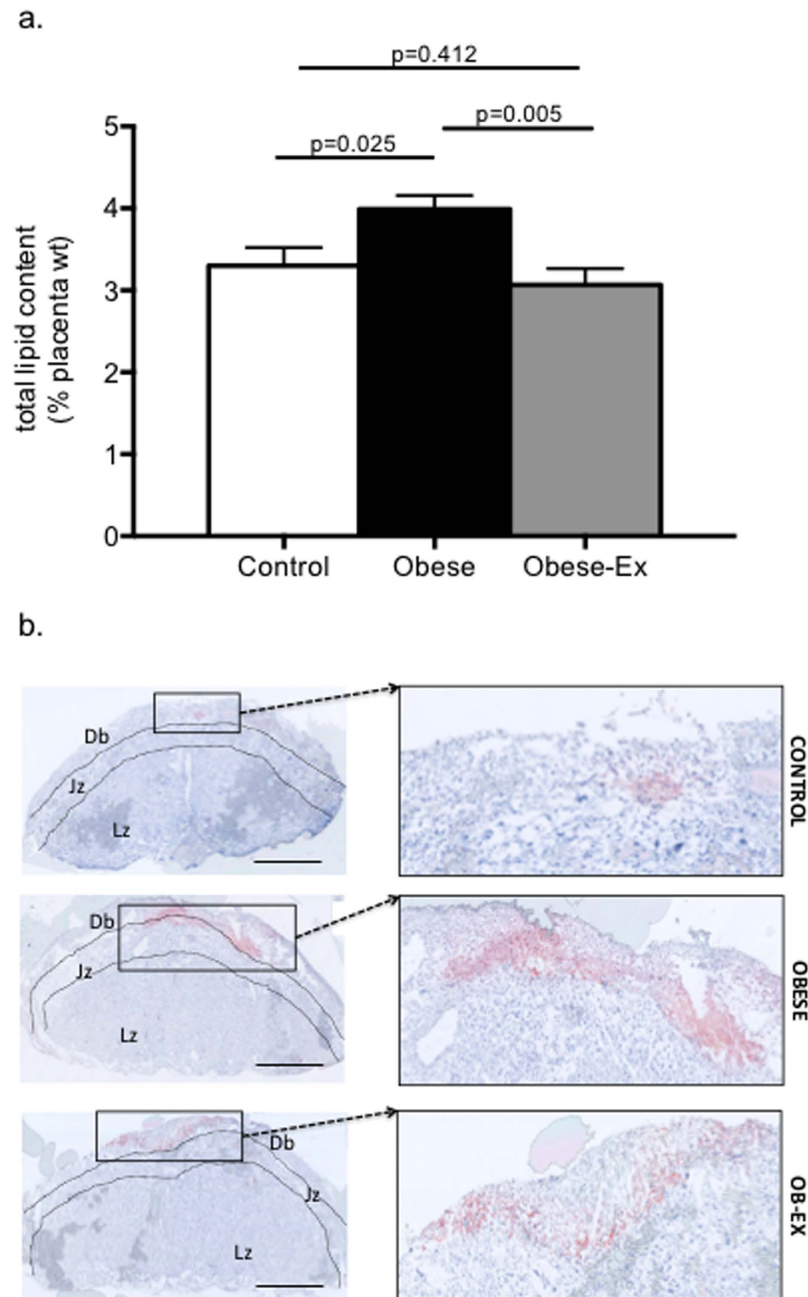 a.
p=0.412
p=0.005
p=0.025
total lipid content
(% placenta wt)
5
4
3
2
1
0
Control
Obese
Obese-Ex
b.
Db
Jz
Lz
CONTROL
Db
Jz
Lz
OBESE
Db
Jz
Lz
OB-EX